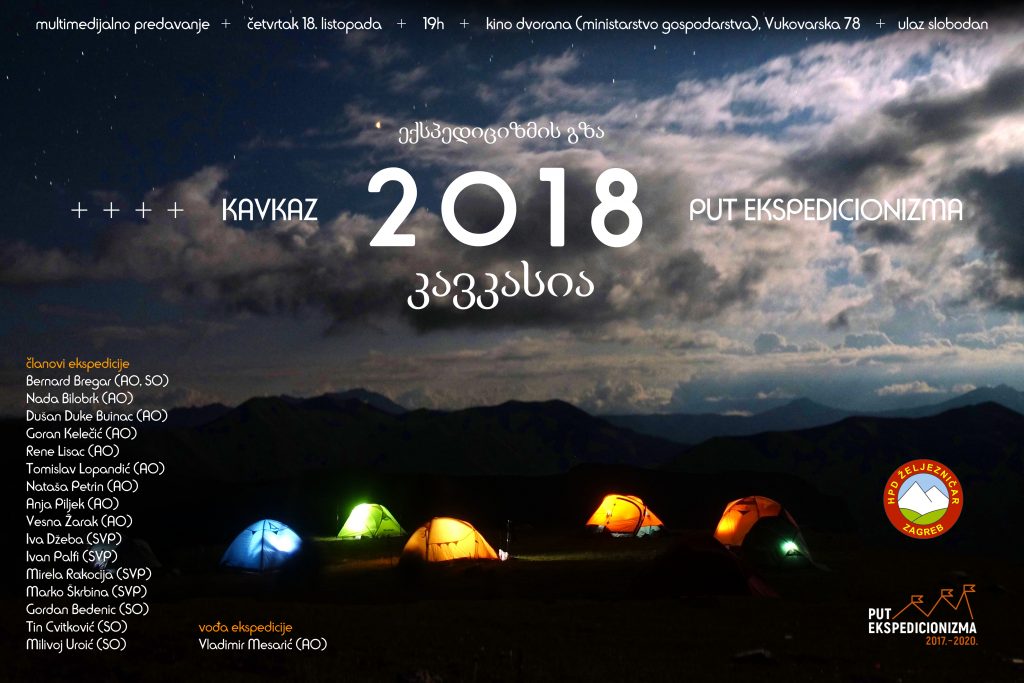 multimedijalno predavanje + četvrtak 18. listopada + 19h + kino dvorana (ministarstvo gospodarstva), Vukovarska 78 + ulaz slobodan
ექსპედიციზმის გზა
++++ KAVKAZ 2018 PUT EKSPEDICIONIZMA
კავკასია
članovi ekspedicije
Bernard Bregar (AO, SO)
Nada Bilobrk (AO)
Dušan Duke Buinac (AO)
Goran Kelečić (AO)
Rene Lisac (AO)
Tomislav Lopandić (AO)
Nataša Petrin (AO)
Anja Piljek (AO)
Vesna Žarak (AO)
Iva Džeba (SVP)
Ivan Palfi (SVP)
Mirela Rakocija (SVP)
Marko Škrbina (SVP)
Gordan Bedenic (SO)
Tin Cvitković (SO)
Milivoj Uroić (SO)
vođa ekspedicije
Vladimir Mesarić (AO)
HPD ŽELJEZNIČAR
ZAGREB
PUT
EKSPEDICIONIZMA
2017.-2020.